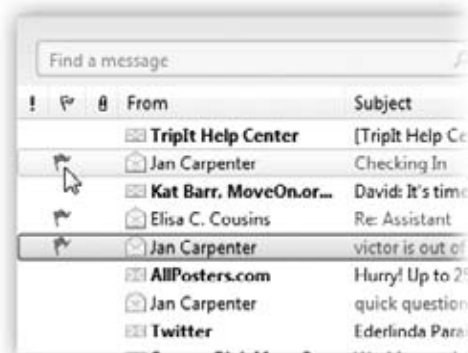 Find a message
! From Subject
TripIt Help Center [TripIt Help Ce
Jan Carpenter Checking In
Kat Barr, MoveOn.or... David: It's time
Elisa C. Cousins Re: Assistant
Jan Carpenter victor is out of
AllPosters.com Hurry! Up to 25
Jan Carpenter quick question
Twitter Ederlinda Para